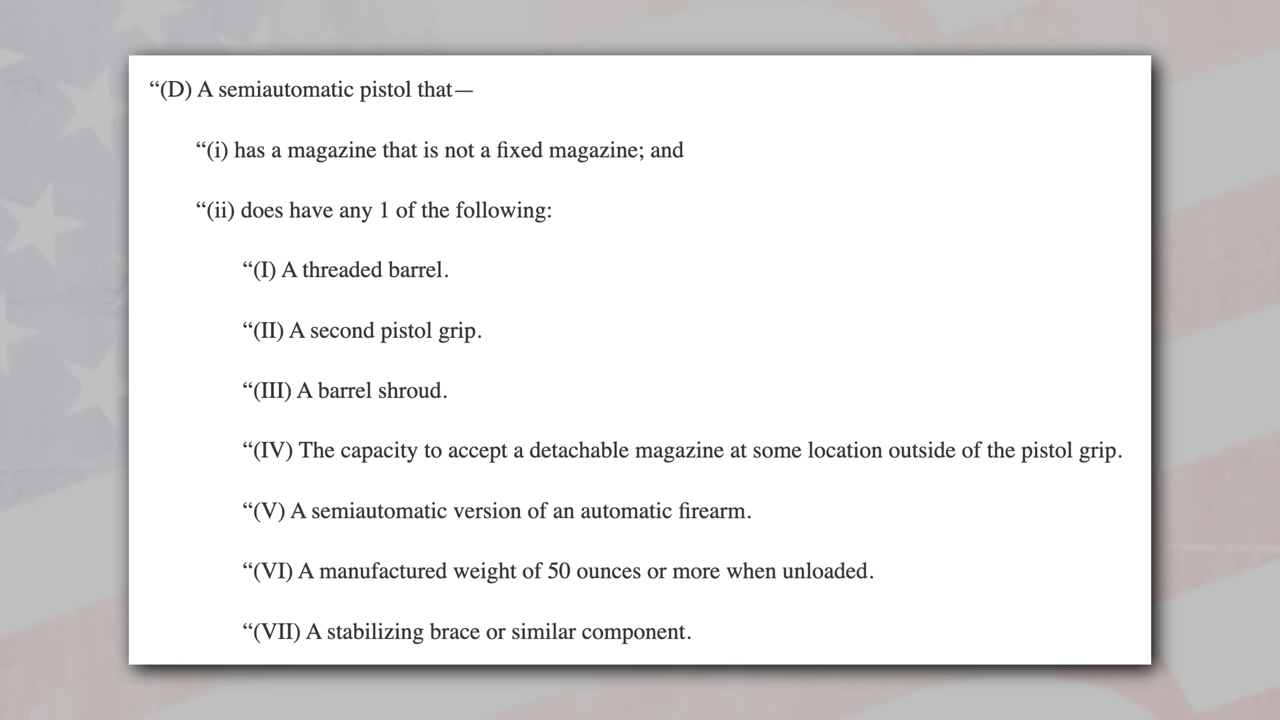 “(D) A semiautomatic pistol that—
“(i) has a magazine that is not a fixed magazine; and
“(ii) does have any 1 of the following:
“(I) A threaded barrel.
“(II) A second pistol grip.
“(III) A barrel shroud.
“(IV) The capacity to accept a detachable magazine at some location outside of the pistol grip.
“(V) A semiautomatic version of an automatic firearm.
“(VI) A manufactured weight of 50 ounces or more when unloaded.
“(VII) A stabilizing brace or similar component.